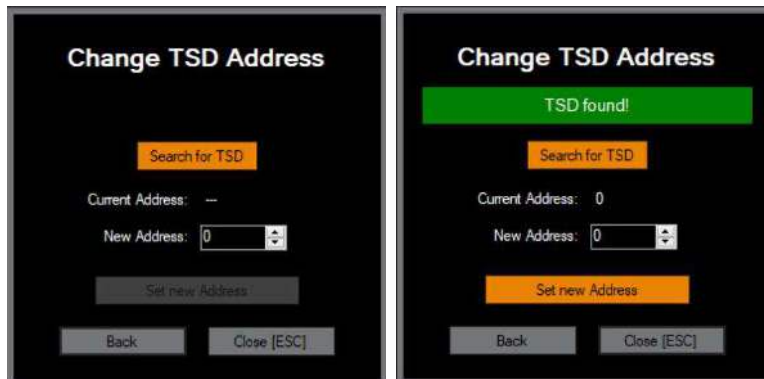 Change TSD Address
Search for TSD
Current Address: ---
New Address: 0
Set new Address
Back Close [ESC]
Change TSD Address
TSD found!
Search for TSD
Current Address: 0
New Address: 0
Set new Address
Back Close [ESC]